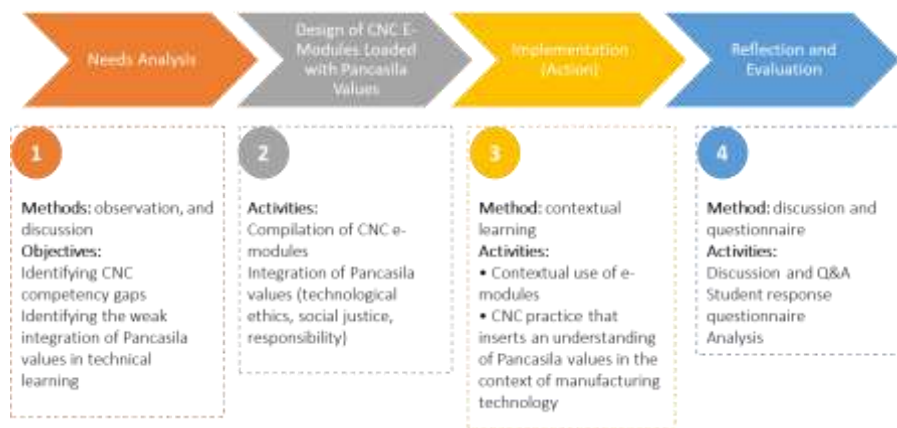 Needs Analysis
Design of CNC E-
Modules Loaded
with Pancasila
Values
Implementation
(Action)
Reflection and
Evaluation
1
Methods: observation, and
discussion
Objectives:
Identifying CNC
competency gaps
Identifying the weak
integration of Pancasila
values in technical
learning
2
Activities:
Compilation of CNC e-
modules
Integration of Pancasila
values (technological
ethics, social justice,
responsibility)
3
Method: contextual
learning
Activities:
• Contextual use of e-
modules
• CNC practice that
inserts an understanding
of Pancasila values in the
context of manufacturing
technology
4
Method: discussion and
questionnaire
Activities:
Discussion and Q&A
Student response
questionnaire
Analysis